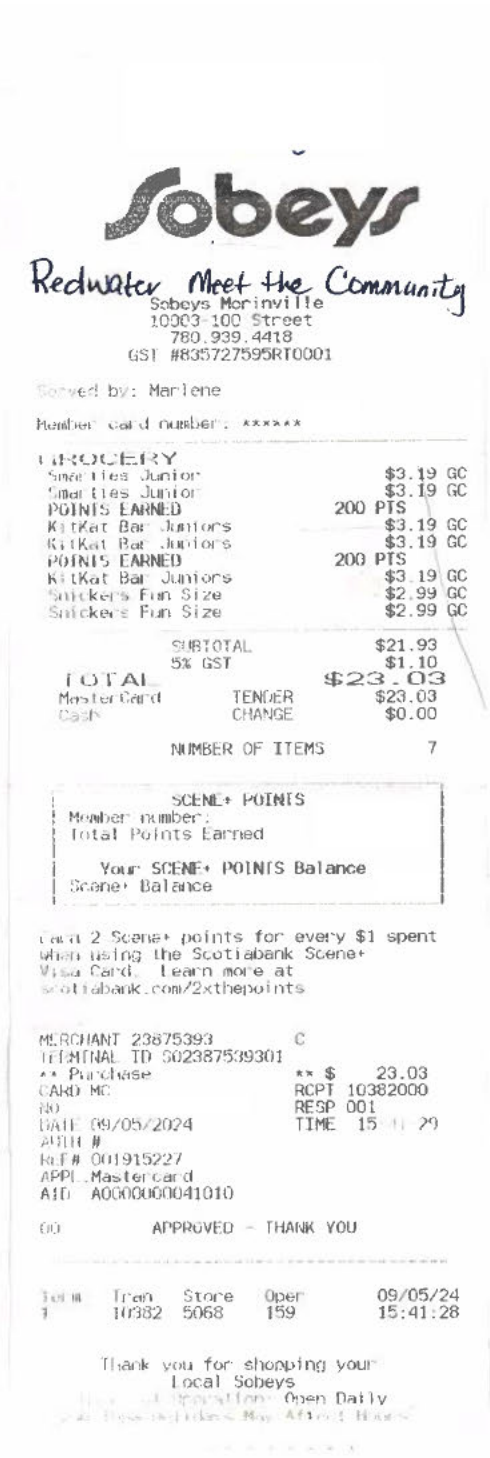 Sobeys
Redwater Meet the Community
Sobeys Morinville
10003-100 Street
780.939.4418
GST #835727595RT0001
Served by: Marlene
Member card number: ******
GROCERY
Smarties Junior $3.19 GC
Smarties Junior $3.19 GC
POINTS EARNED 200 PTS
KitKat Bar Juniors $3.19 GC
KitKat Bar Juniors $3.19 GC
POINTS EARNED 200 PTS
KitKat Bar Juniors $3.19 GC
Snickers Fun Size $2.99 GC
Snickers Fun Size $2.99 GC
SUBTOTAL $21.93
5% GST $1.10
TOTAL $23.03
MasterCard TENDER $23.03
Cash CHANGE $0.00
NUMBER OF ITEMS 7
SCENE+ POINTS
Member number:
Total Points Earned
Your SCENE+ POINTS Balance
Scene+ Balance
Earn 2 Scene+ points for every $1 spent
when using the Scotiabank Scene+
Visa Card. Learn more at
scotiabank.com/2xthepoints
MERCHANT 23875393 C
TERMINAL ID S02387539301
** Purchase ** $ 23.03
CARD MC RCPT 10382000
NO RESP 001
DATE 09/05/2024 TIME 15 29
AUTH #
REF# 001915227
APPL.Mastercard
AID A0000000041010
00 APPROVED - THANK YOU
Term Tran Store Oper 09/05/24
1 10382 5068 159 15:41:28
Thank you for shopping your
Local Sobeys
Operation: Open Daily
Holidays May Affect Hours